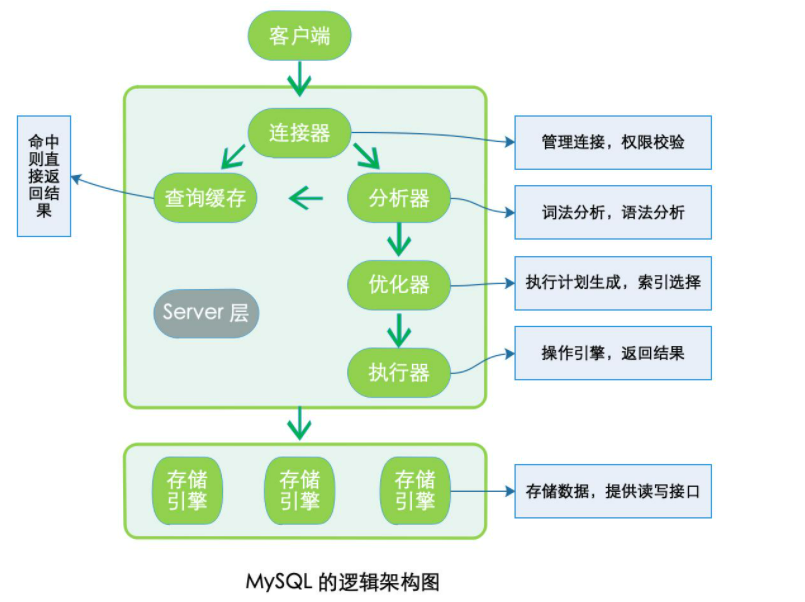 客户端
连接器
管理连接，权限校验
命中
则直
接返
回结
果
查询缓存
分析器
词法分析，语法分析
优化器
执行计划生成，索引选择
Server 层
执行器
操作引擎，返回结果
存储
引擎
存储
引擎
存储
引擎
存储数据，提供读写接口
MySQL 的逻辑架构图